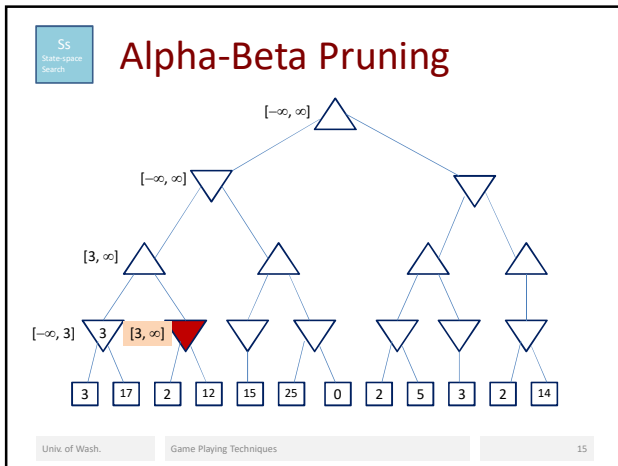 Ss
State-space
Search
Alpha-Beta Pruning
[−∞, ∞]
[−∞, ∞]
[3, ∞]
[−∞, 3] 3 [3, ∞]
3 17 2 12 15 25 0 2 5 3 2 14
Univ. of Wash. Game Playing Techniques 15